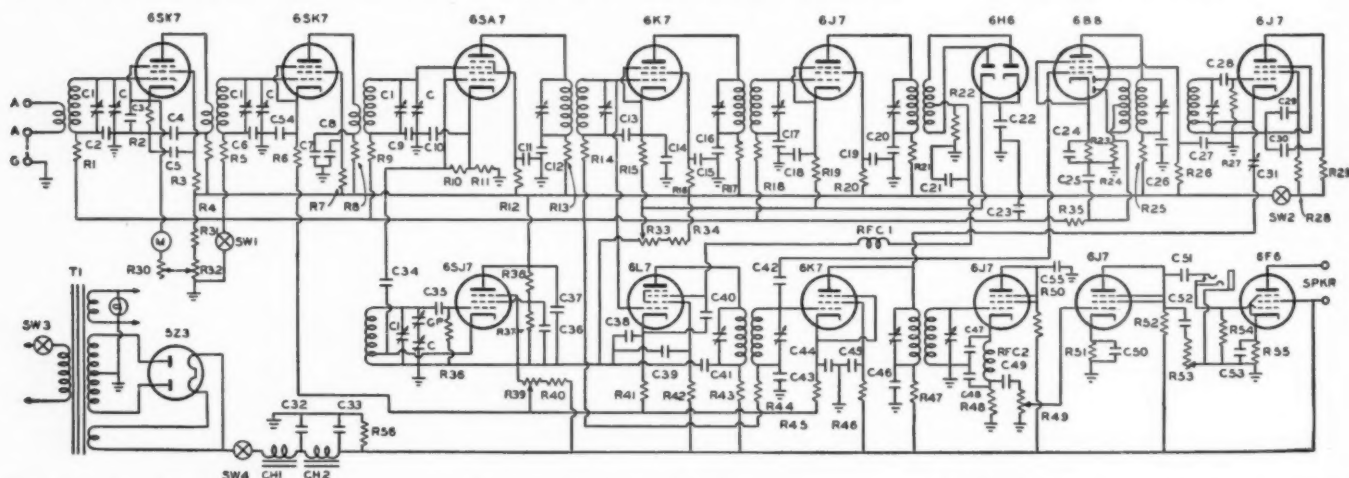 6SK7 6SK7 6SA7 6K7 6J7 6H6 6B8 6J7
A
A
G
C1 C C3 R2 C4 C5 C2 R1 R3 R4
C1 C C54 C6 R5 R6 C7 C8 R7 R8
C1 C C9 C10 R9 R10 R11 C11 C12 R12 R13
C13 R14 R15 C14 R16 C15 C16 R17
C17 C18 R18 R19 C19 R20 C20
R22 R21 C21 C22 C23
C24 R23 C25 R24 R25 C26 R26 R35
C27 C28 R27 C31 C29 C30 R28 R29
SW2
M
R31 R30 R32 SW1
R33 R34 RFC1
T1
SW3
5Z3
SW4 CH1 CH2 C32 C33 R56
C34 6SJ7 C35 C1 C R36 R38 R37 C37 C36 R39 R40
6L7 C38 C39 C40 C41 R41 R42 R43
C42 6K7 C44 C43 C45 R44 R45 R46 C46 R47
6J7 C55 R50 C47 RFC2 C48 C49 R48 R49
6J7 R51 C50 R52
C51 C52 R53 R54 C53 R55 6F6
SPKR